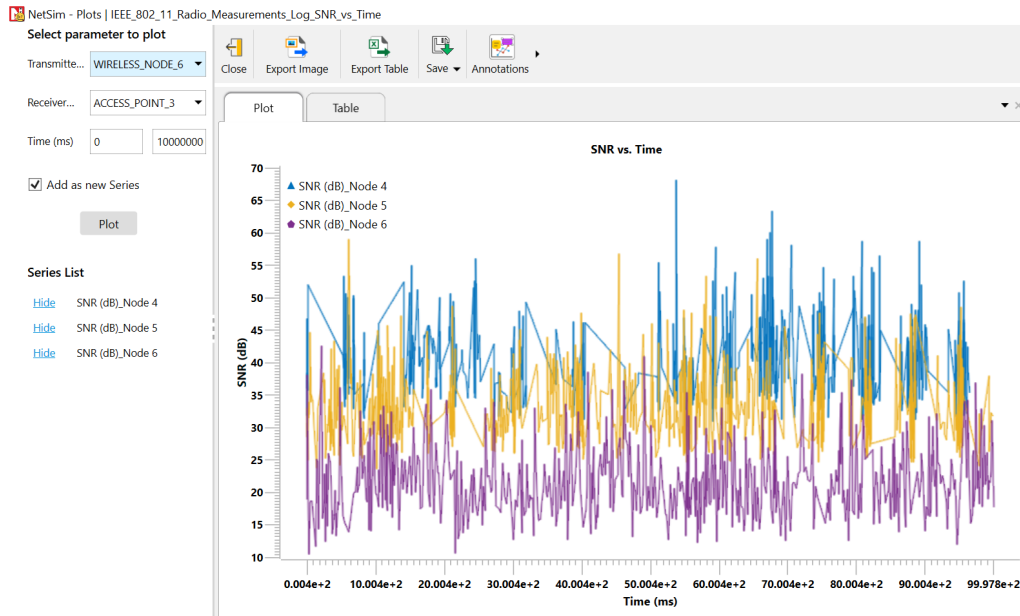 NetSim - Plots | IEEE_802_11_Radio_Measurements_Log_SNR_vs_Time
Select parameter to plot
Transmitte... WIRELESS_NODE_6
Receiver... ACCESS_POINT_3
Time (ms) 0 10000000
Add as new Series
Plot
Series List
Hide SNR (dB)_Node 4
Hide SNR (dB)_Node 5
Hide SNR (dB)_Node 6
Close Export Image Export Table Save Annotations
Plot Table
SNR vs. Time
SNR (dB)_Node 4
SNR (dB)_Node 5
SNR (dB)_Node 6
70
65
60
55
50
45
40
35
30
25
20
15
10
SNR (dB)
0.004e+2 10.004e+2 20.004e+2 30.004e+2 40.004e+2 50.004e+2 60.004e+2 70.004e+2 80.004e+2 90.004e+2 99.978e+2
Time (ms)